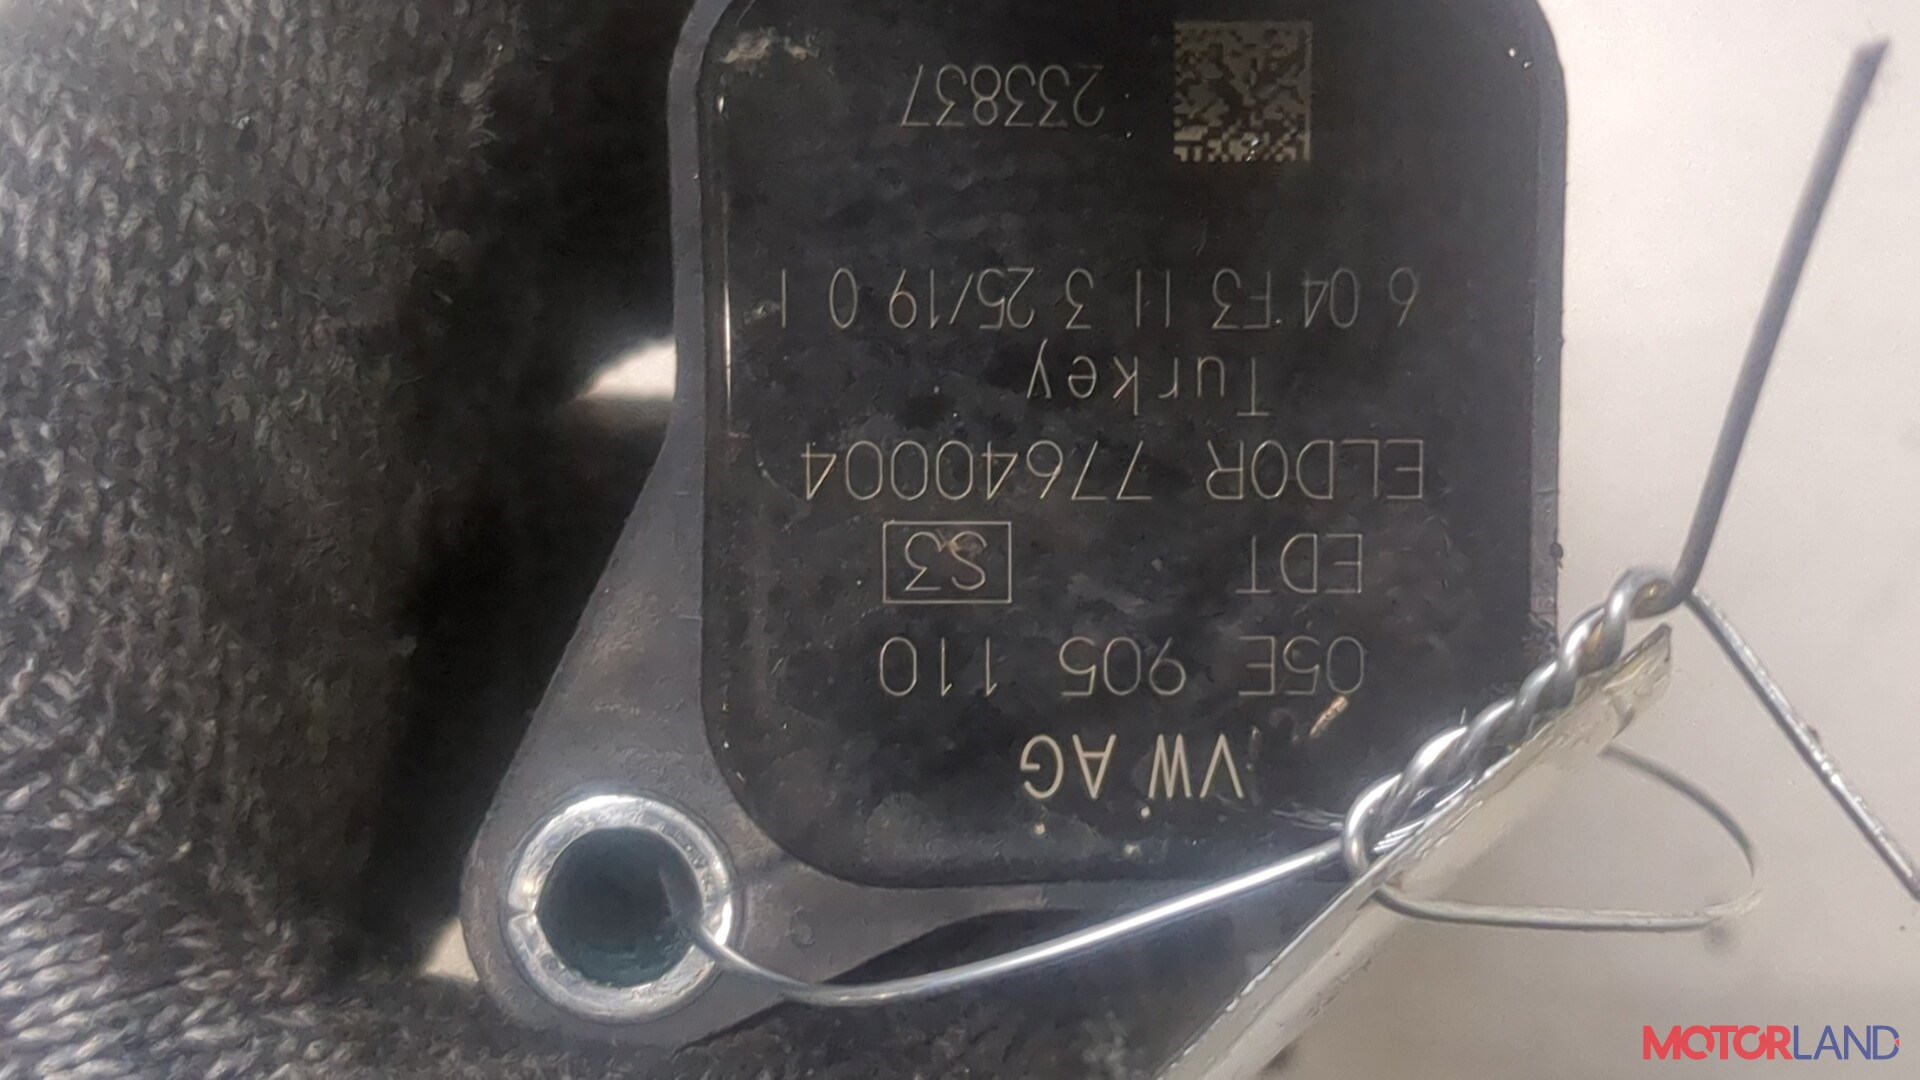 VW AG
05E 905 110
EDT S3
ELDOR 77640004
Turkey
6 04 F3 11 3 25/19 0 1
233837
MOTORLAND